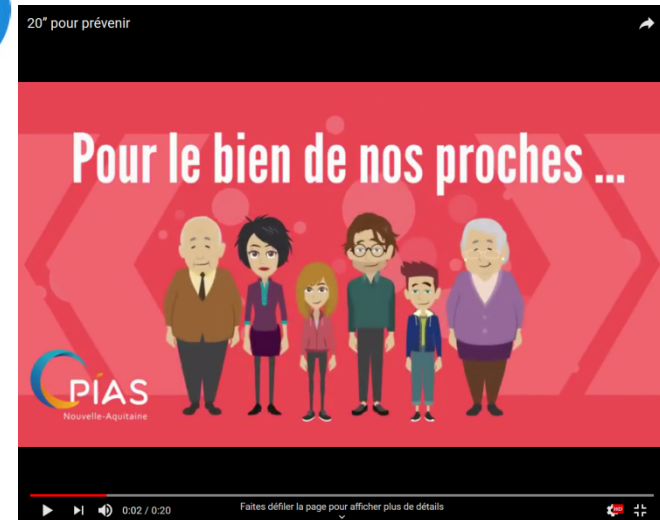 20” pour prévenir
Pour le bien de nos proches ...
CPIAS
Nouvelle-Aquitaine
0:02 / 0:20
Faites défiler la page pour afficher plus de détails
HD